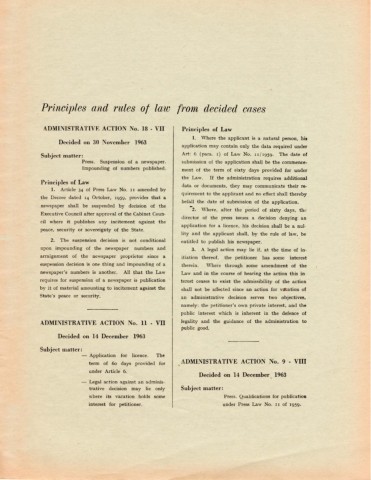 Principles and rules of law from decided cases
ADMINISTRATIVE ACTION No. 18 - VII
Decided on 30 November 1963
Subject matter:
Press. Suspension of a newspaper.
Impounding of numbers published.
Principles of Law
1. Article 34 of Press Law No. 11 amended by
the Decree dated 14 October, 1959, provides that a
newspaper shall be suspended by decision of the
Executive Council after approval of the Cabinet Coun-
cil where it publishes any incitement against the
peace, security or sovereignty of the State.
2. The suspension decision is not conditional
upon impounding of the newspaper numbers and
arraignment of the newspaper proprietor since a
suspension decision is one thing and impounding of a
newspaper's numbers is another. All that the Law
requires for suspension of a newspaper is publication
by it of material amounting to incitement against the
State's peace or security.
ADMINISTRATIVE ACTION No. 11 - VII
Decided on 14 December 1963
Subject matter:
— Application for licence. The
term of 60 days provided for
under Article 6.
— Legal action against an adminis-
trative decision may lie only
where its vacation holds some
interest for petitioner.
Principles of Law
1. Where the applicant is a natural person, his
application may contain only the data required under
Art: 6 (para. 1) of Law No. 11/1959. The date of
submission of the application shall be the commence-
ment of the term of sixty days provided for under
the Law. If the administration requires additional
data or documents, they may communicate their re-
quirement to the applicant and no effect shall thereby
befall the date of submission of the application.
2. Where, after the period of sixty days, the
director of the press issues a decision denying an
application for a licence, his decision shall be a nul-
lity and the applicant shall, by the rule of law, be
entitled to publish his newspaper.
3. A legal action may lie if, at the time of in-
itiation thereof, the petitioner has some interest
therein. Where through some amendment of the
Law and in the course of hearing the action this in-
terest ceases to exist the admissibility of the action
shall not be affected since an action for vacation of
an administrative decision serves two objectives,
namely: the petitioner's own private interest, and the
public interest which is interest in the defence of
legality and the guidance of the administration to
public good.
ADMINISTRATIVE ACTION No. 9 - VIII
Decided on 14 December 1963
Subject matter:
Press. Qualifications for publication
under Press Law No. 11 of 1959.